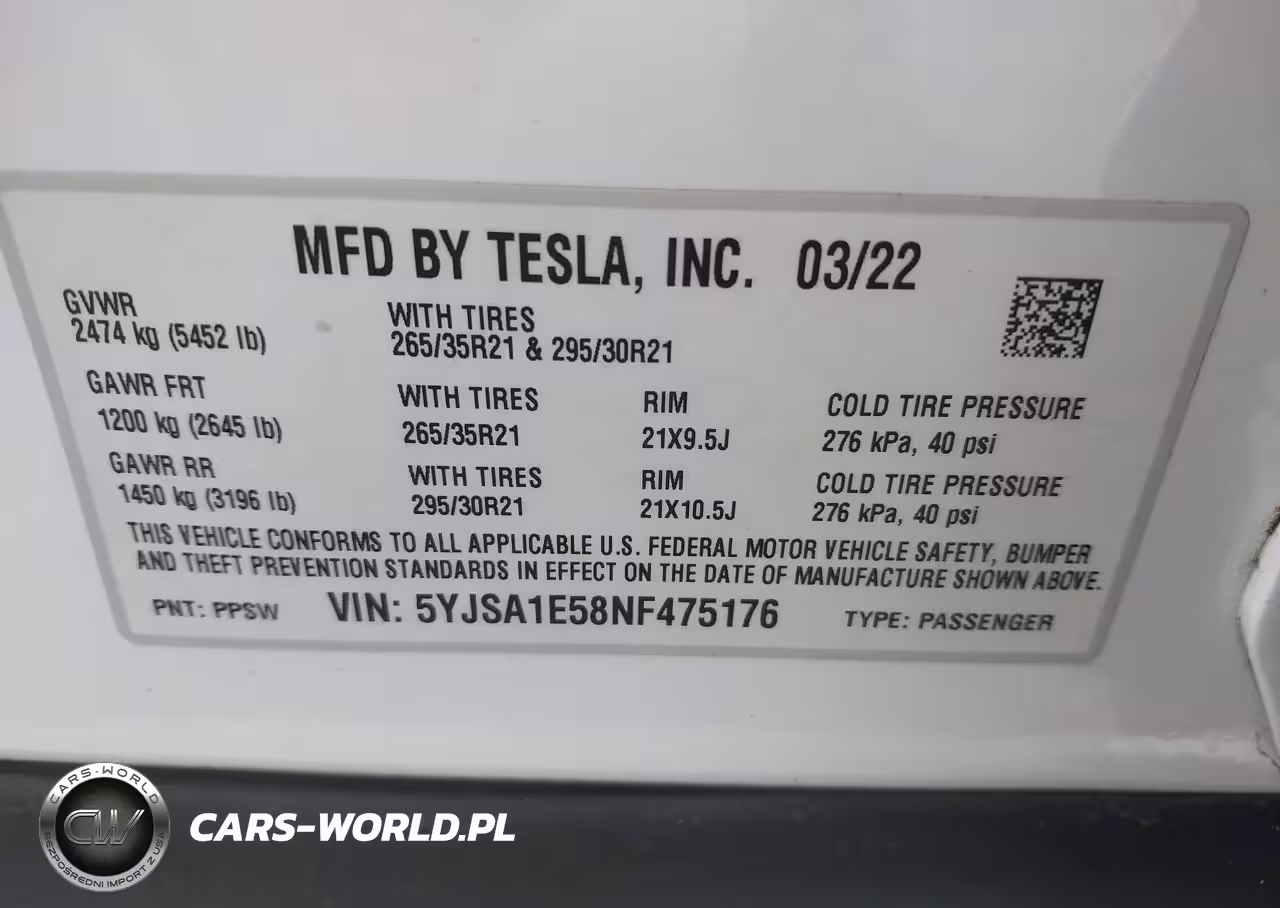 MFD BY TESLA, INC. 03/22
GVWR
2474 kg (5452 lb)
WITH TIRES
265/35R21 & 295/30R21
GAWR FRT
1200 kg (2645 lb)
WITH TIRES
265/35R21
RIM
21X9.5J
COLD TIRE PRESSURE
276 kPa, 40 psi
GAWR RR
1450 kg (3196 lb)
WITH TIRES
295/30R21
RIM
21X10.5J
COLD TIRE PRESSURE
276 kPa, 40 psi
THIS VEHICLE CONFORMS TO ALL APPLICABLE U.S. FEDERAL MOTOR VEHICLE SAFETY, BUMPER
AND THEFT PREVENTION STANDARDS IN EFFECT ON THE DATE OF MANUFACTURE SHOWN ABOVE.
PNT: PPSW VIN: 5YJSA1E58NF475176 TYPE: PASSENGER
CARS-WORLD
CW
BEZPOŚREDNI IMPORT Z USA
CARS-WORLD.PL